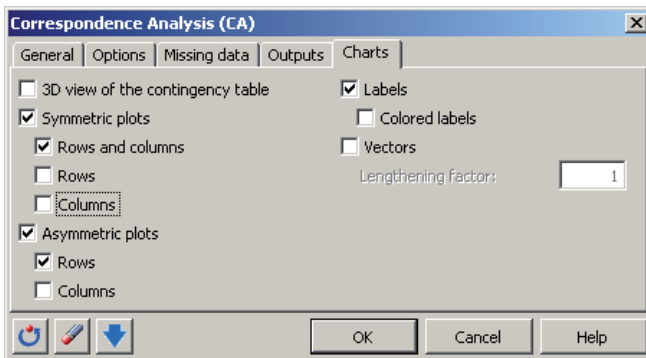 Correspondence Analysis (CA)
General Options Missing data Outputs Charts
3D view of the contingency table
Labels
Symmetric plots
Colored labels
Rows and columns
Vectors
Rows
Lengthening factor: 1
Columns
Asymmetric plots
Rows
Columns
OK Cancel Help